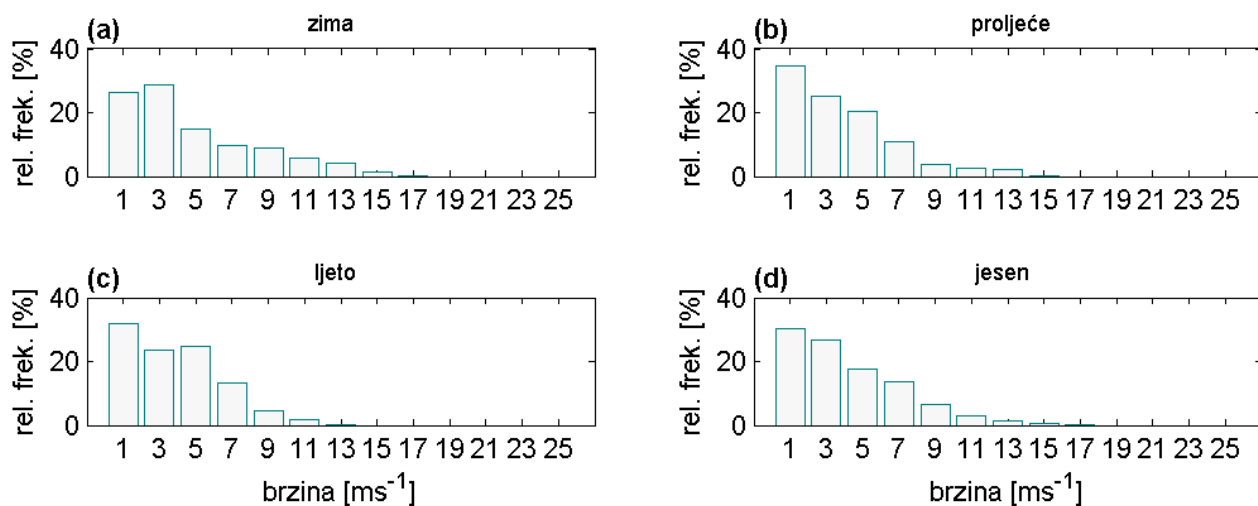 (a) zima
rel. frek. [%]
40
20
0
1 3 5 7 9 11 13 15 17 19 21 23 25
(b) proljeće
rel. frek. [%]
40
20
0
1 3 5 7 9 11 13 15 17 19 21 23 25
(c) ljeto
rel. frek. [%]
40
20
0
1 3 5 7 9 11 13 15 17 19 21 23 25
brzina [ms⁻¹]
(d) jesen
rel. frek. [%]
40
20
0
1 3 5 7 9 11 13 15 17 19 21 23 25
brzina [ms⁻¹]